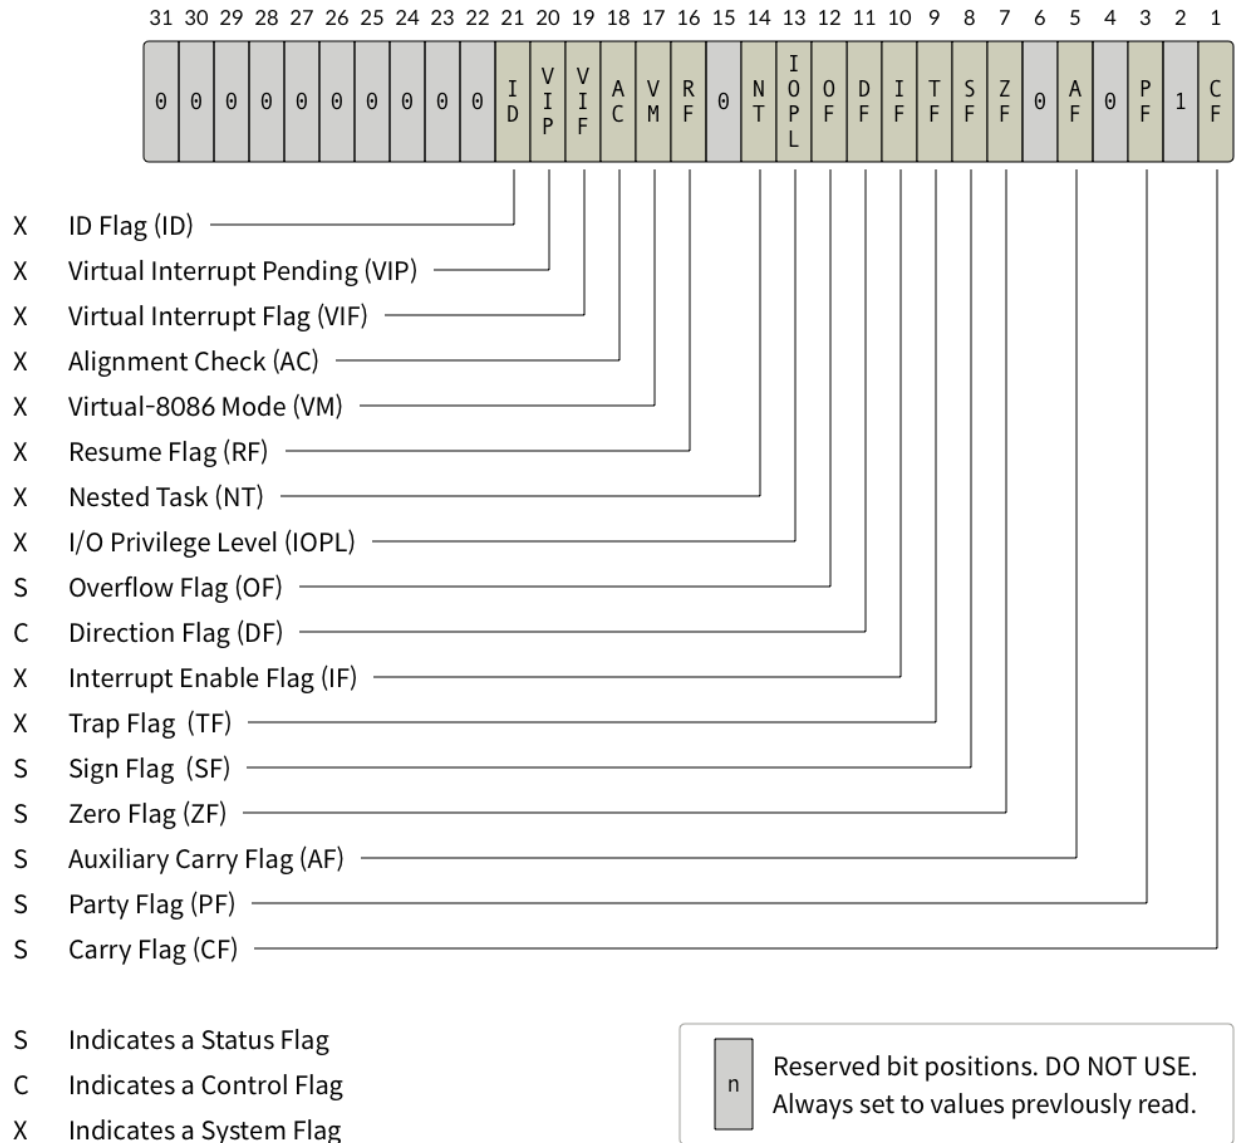 31 30 29 28 27 26 25 24 23 22 21 20 19 18 17 16 15 14 13 12 11 10 9 8 7 6 5 4 3 2 1
0 0 0 0 0 0 0 0 0 0 ID VIP VIF AC VM RF 0 NT IOPL OF DF IF TF SF ZF 0 AF 0 PF 1 CF
X ID Flag (ID)
X Virtual Interrupt Pending (VIP)
X Virtual Interrupt Flag (VIF)
X Alignment Check (AC)
X Virtual-8086 Mode (VM)
X Resume Flag (RF)
X Nested Task (NT)
X I/O Privilege Level (IOPL)
S Overflow Flag (OF)
C Direction Flag (DF)
X Interrupt Enable Flag (IF)
X Trap Flag (TF)
S Sign Flag (SF)
S Zero Flag (ZF)
S Auxiliary Carry Flag (AF)
S Party Flag (PF)
S Carry Flag (CF)
S Indicates a Status Flag
C Indicates a Control Flag
X Indicates a System Flag
n
Reserved bit positions. DO NOT USE.
Always set to values prevlously read.